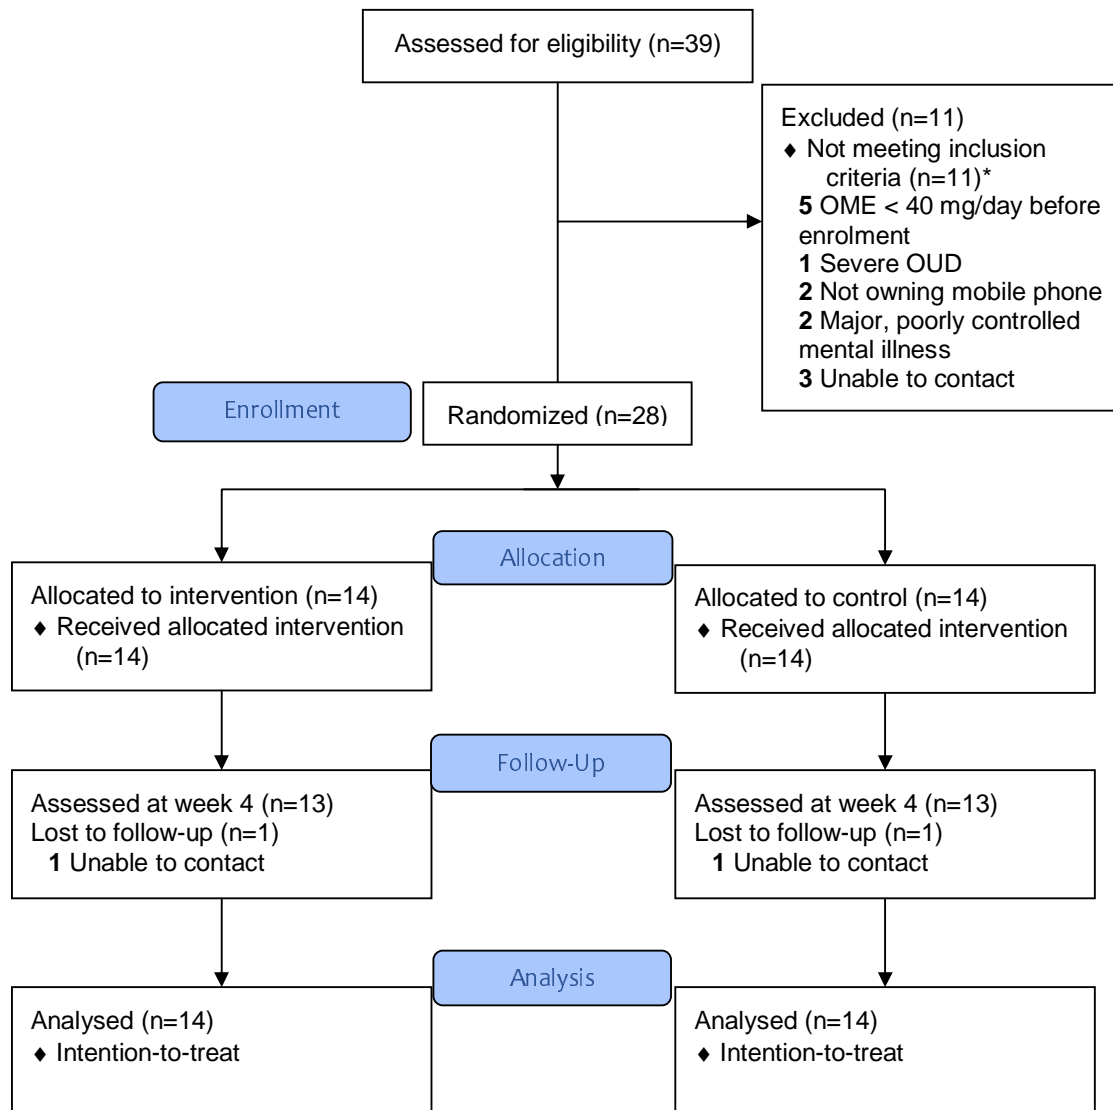 Assessed for eligibility (n=39)
Excluded (n=11)
♦ Not meeting inclusion
criteria (n=11)*
5 OME < 40 mg/day before
enrolment
1 Severe OUD
2 Not owning mobile phone
2 Major, poorly controlled
mental illness
3 Unable to contact
Enrollment
Randomized (n=28)
Allocation
Allocated to intervention (n=14)
♦ Received allocated intervention
(n=14)
Allocated to control (n=14)
♦ Received allocated intervention
(n=14)
Follow-Up
Assessed at week 4 (n=13)
Lost to follow-up (n=1)
1 Unable to contact
Assessed at week 4 (n=13)
Lost to follow-up (n=1)
1 Unable to contact
Analysis
Analysed (n=14)
♦ Intention-to-treat
Analysed (n=14)
♦ Intention-to-treat